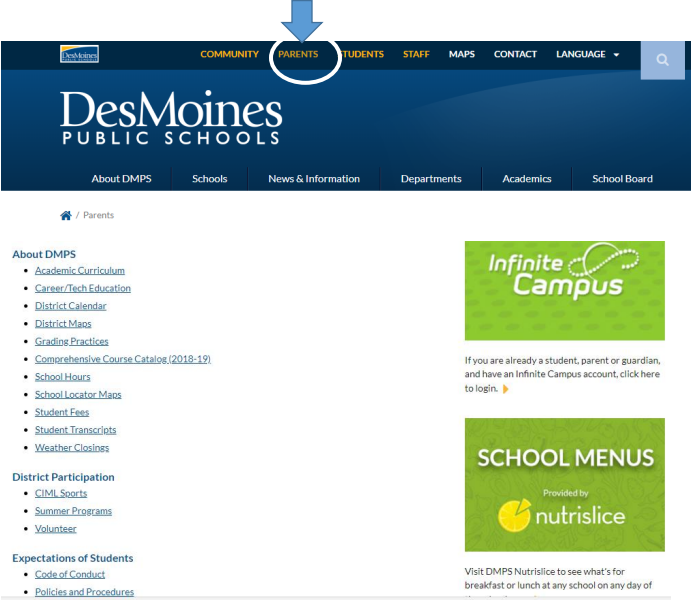 DesMoines
COMMUNITY PARENTS STUDENTS STAFF MAPS CONTACT LANGUAGE
DesMoines
PUBLIC SCHOOLS
About DMPS Schools News & Information Departments Academics School Board
/ Parents
About DMPS
• Academic Curriculum
• Career/Tech Education
• District Calendar
• District Maps
• Grading Practices
• Comprehensive Course Catalog (2018-19)
• School Hours
• School Locator Maps
• Student Fees
• Student Transcripts
• Weather Closings
District Participation
• CIML Sports
• Summer Programs
• Volunteer
Expectations of Students
• Code of Conduct
• Policies and Procedures
Infinite
Campus
If you are already a student, parent or guardian,
and have an Infinite Campus account, click here
to login.
SCHOOL MENUS
Provided by
nutrislice
Visit DMPS Nutrislice to see what's for
breakfast or lunch at any school on any day of